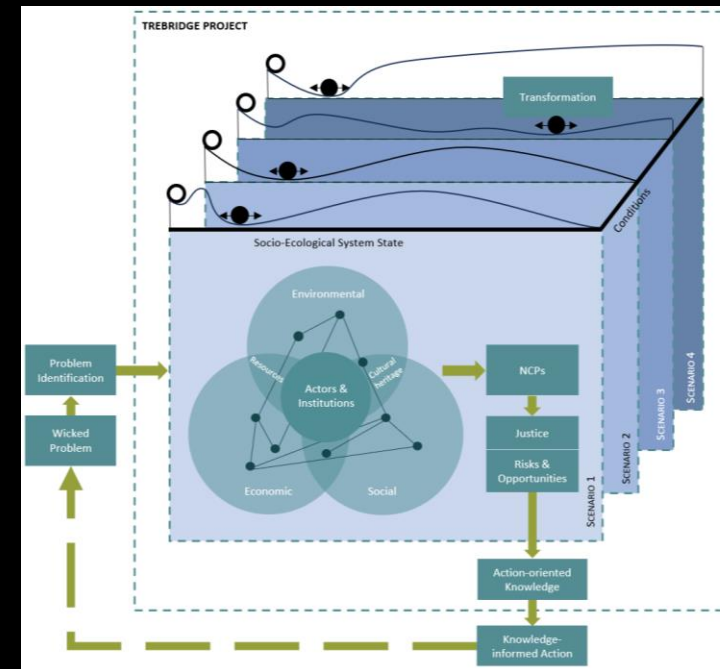 TREBRIDGE PROJECT
Transformation
Conditions
Socio-Ecological System State
Environmental
Resources
Cultural
heritage
Actors &
Institutions
Economic
Social
Problem
Identification
Wicked
Problem
NCPs
Justice
Risks &
Opportunities
SCENARIO 1
SCENARIO 2
SCENARIO 3
SCENARIO 4
Action-oriented
Knowledge
Knowledge-
informed Action